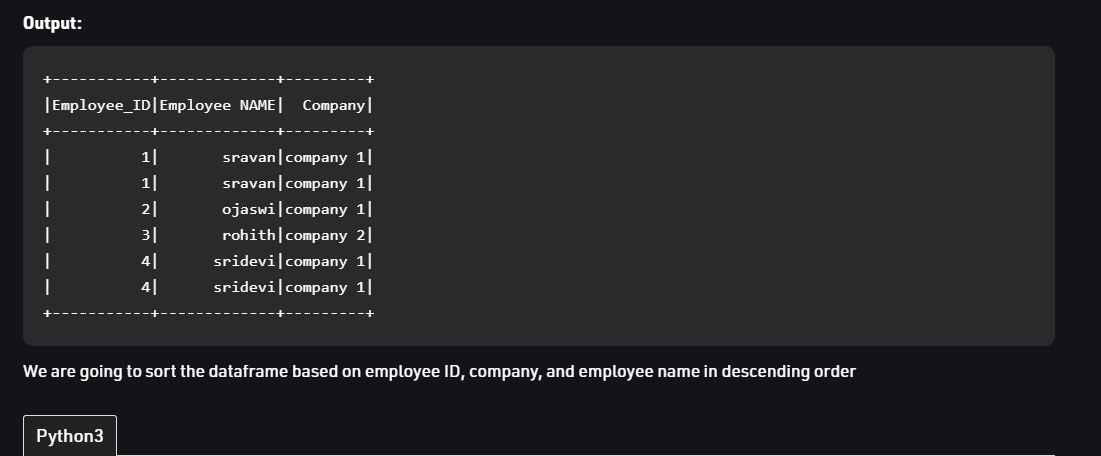 Output:
+-----------+-------------+---------+
|Employee_ID|Employee NAME|  Company|
+-----------+-------------+---------+
|          1|       sravan|company 1|
|          1|       sravan|company 1|
|          2|       ojaswi|company 1|
|          3|       rohith|company 2|
|          4|      sridevi|company 1|
|          4|      sridevi|company 1|
+-----------+-------------+---------+
We are going to sort the dataframe based on employee ID, company, and employee name in descending order
Python3